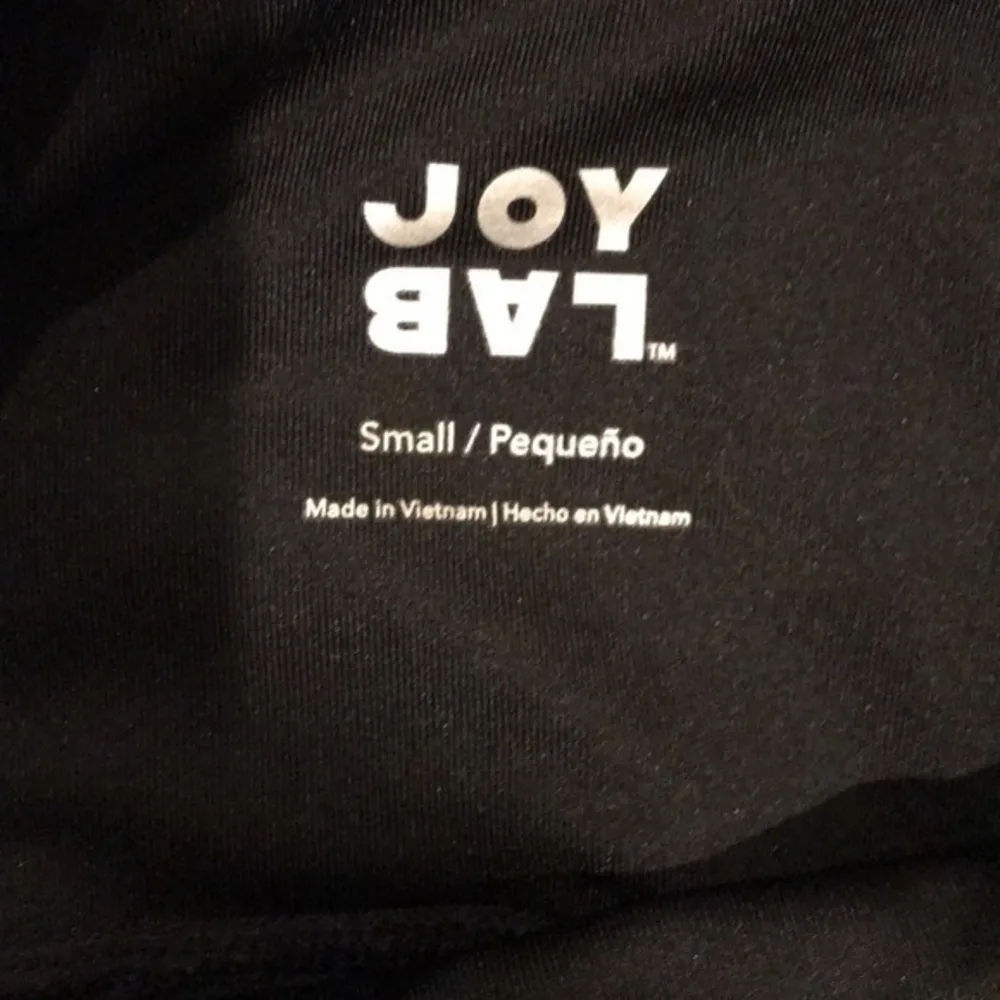 JOY
LAB™
Small / Pequeño
Made in Vietnam | Hecho en Vietnam